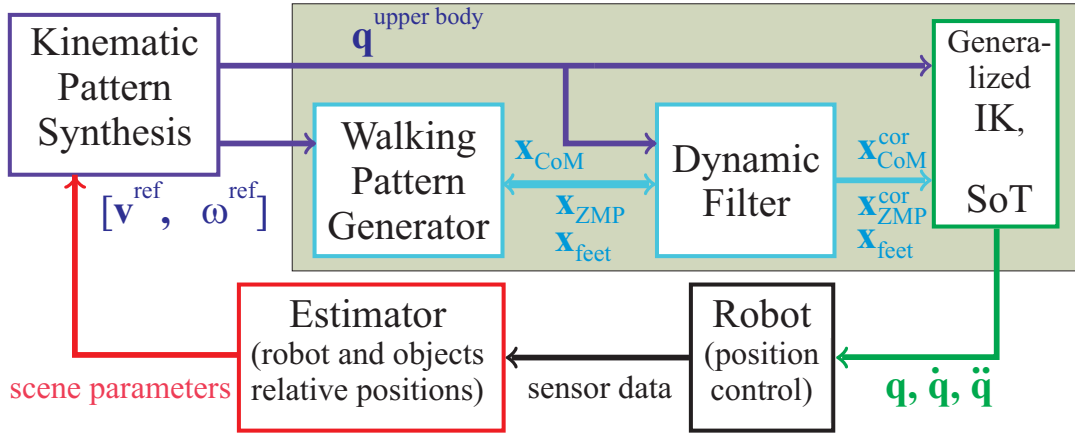 Kinematic
Pattern
Synthesis
q^upper body
Genera-
lized
IK,
SoT
Walking
Pattern
Generator
x_CoM
x_ZMP
x_feet
Dynamic
Filter
x_CoM^cor
x_ZMP^cor
x_feet
[v^ref, ω^ref]
Estimator
(robot and objects
relative positions)
Robot
(position
control)
scene parameters
sensor data
q, q̇, q̈